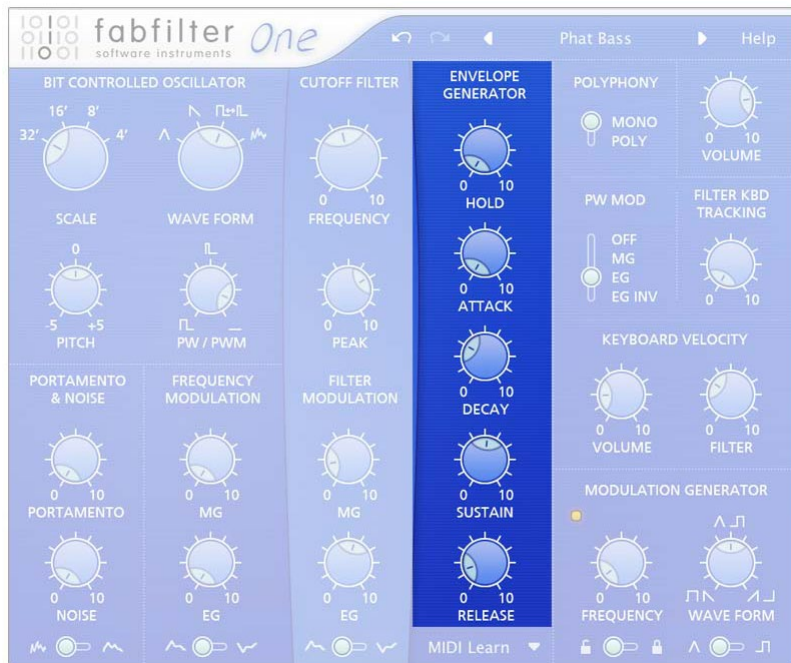 fabfilter One
software instruments
Phat Bass
Help
BIT CONTROLLED OSCILLATOR
32' 16' 8' 4'
SCALE
WAVE FORM
0
-5 +5
PITCH
PW / PWM
PORTAMENTO
& NOISE
0 10
PORTAMENTO
0 10
NOISE
FREQUENCY
MODULATION
0 10
MG
0 10
EG
CUTOFF FILTER
0 10
FREQUENCY
0 10
PEAK
FILTER
MODULATION
0 10
MG
0 10
EG
ENVELOPE
GENERATOR
0 10
HOLD
0 10
ATTACK
0 10
DECAY
0 10
SUSTAIN
0 10
RELEASE
MIDI Learn
POLYPHONY
MONO
POLY
0 10
VOLUME
PW MOD
OFF
MG
EG
EG INV
FILTER KBD
TRACKING
0 10
KEYBOARD VELOCITY
0 10
VOLUME
0 10
FILTER
MODULATION GENERATOR
0 10
FREQUENCY
WAVE FORM